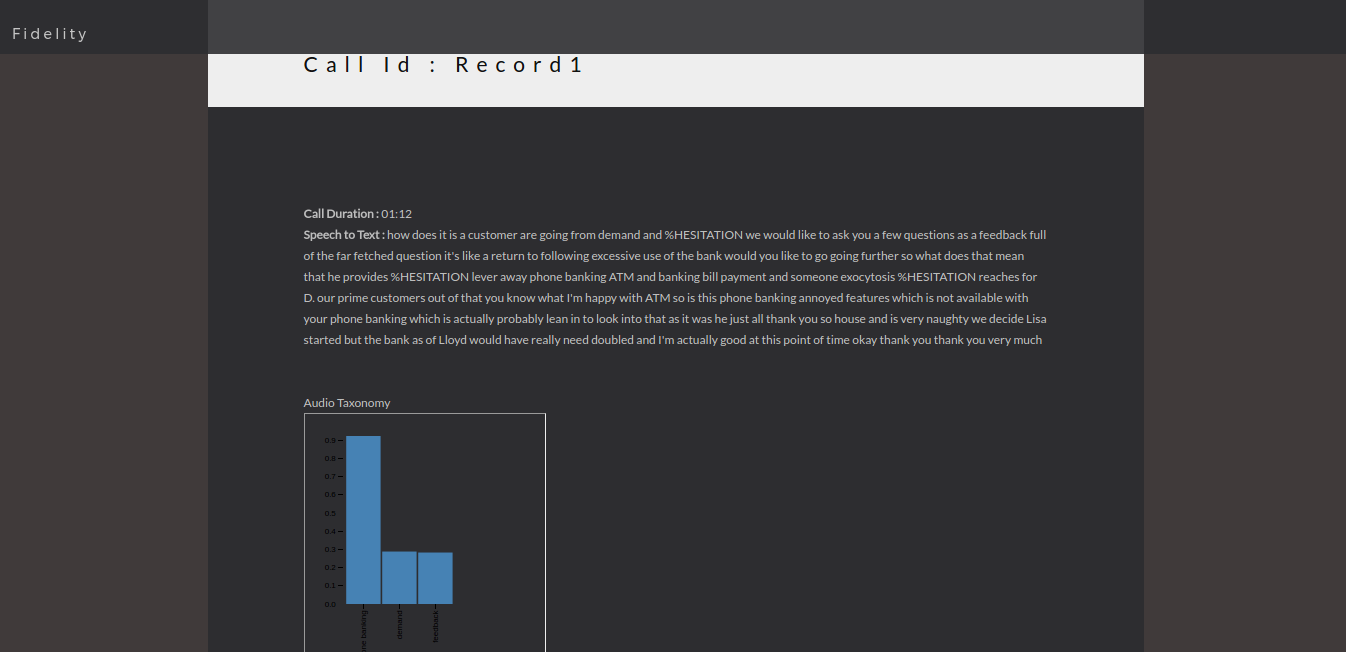 Fidelity
Call Id : Record1
Call Duration : 01:12
Speech to Text : how does it is a customer are going from demand and %HESITATION we would like to ask you a few questions as a feedback full
of the far fetched question it's like a return to following excessive use of the bank would you like to go going further so what does that mean
that he provides %HESITATION lever away phone banking ATM and banking bill payment and someone exocytosis %HESITATION reaches for
D. our prime customers out of that you know what I'm happy with ATM so is this phone banking annoyed features which is not available with
your phone banking which is actually probably lean in to look into that as it was he just all thank you so house and is very naughty we decide Lisa
started but the bank as of Lloyd would have really need doubled and I'm actually good at this point of time okay thank you thank you very much
Audio Taxonomy
0.9
0.8
0.7
0.6
0.5
0.4
0.3
0.2
0.1
0.0
ne banking
demand
feedback